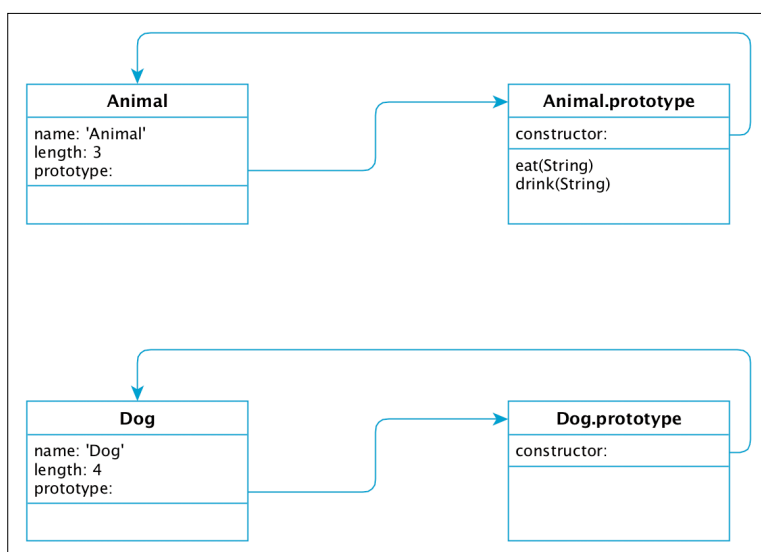 Animal
name: 'Animal'
length: 3
prototype:
Animal.prototype
constructor:
eat(String)
drink(String)
Dog
name: 'Dog'
length: 4
prototype:
Dog.prototype
constructor: